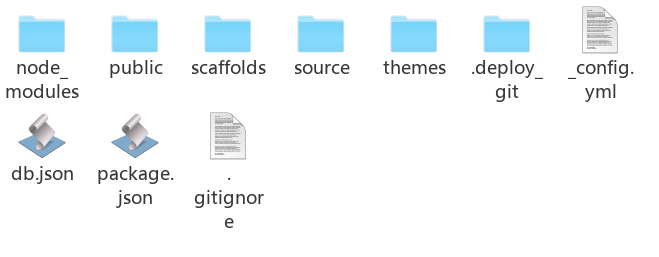 node_ public scaffolds source themes .deploy_ _config.
modules git yml
db.json package. .
json gitignor
e